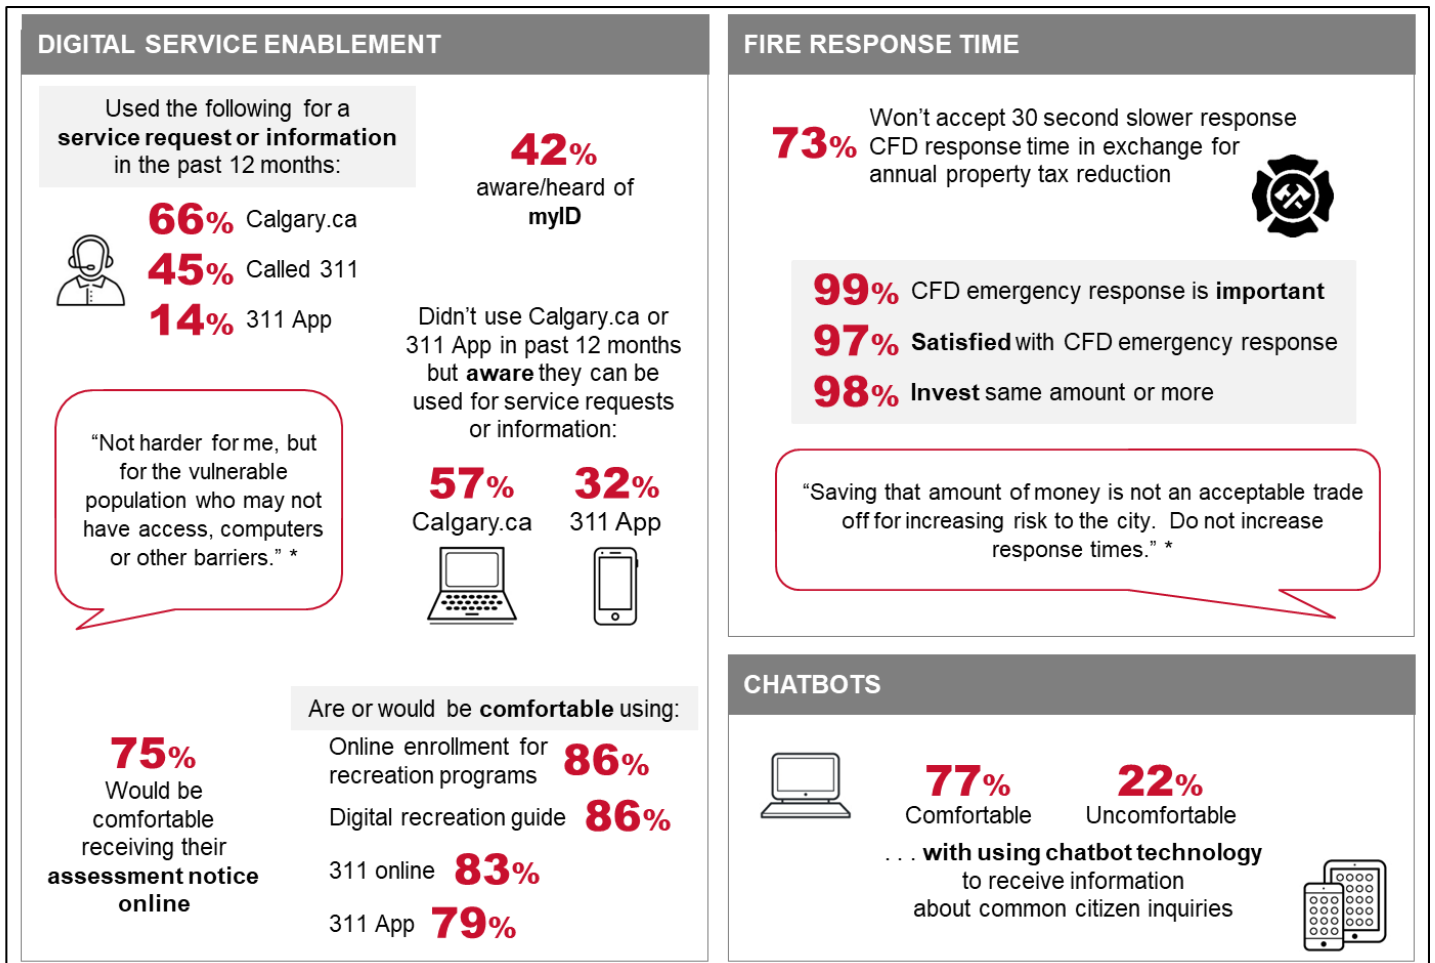 DIGITAL SERVICE ENABLEMENT
Used the following for a
service request or information
in the past 12 months:
66% Calgary.ca
45% Called 311
14% 311 App
42%
aware/heard of
myID
Didn't use Calgary.ca or
311 App in past 12 months
but aware they can be
used for service requests
or information:
57%
Calgary.ca
32%
311 App
“Not harder for me, but
for the vulnerable
population who may not
have access, computers
or other barriers.” *
75%
Would be
comfortable
receiving their
assessment notice
online
Are or would be comfortable using:
Online enrollment for
recreation programs 86%
Digital recreation guide 86%
311 online 83%
311 App 79%
FIRE RESPONSE TIME
73%
Won't accept 30 second slower response
CFD response time in exchange for
annual property tax reduction
99% CFD emergency response is important
97% Satisfied with CFD emergency response
98% Invest same amount or more
“Saving that amount of money is not an acceptable trade
off for increasing risk to the city. Do not increase
response times.” *
CHATBOTS
77%
Comfortable
22%
Uncomfortable
. . . with using chatbot technology
to receive information
about common citizen inquiries